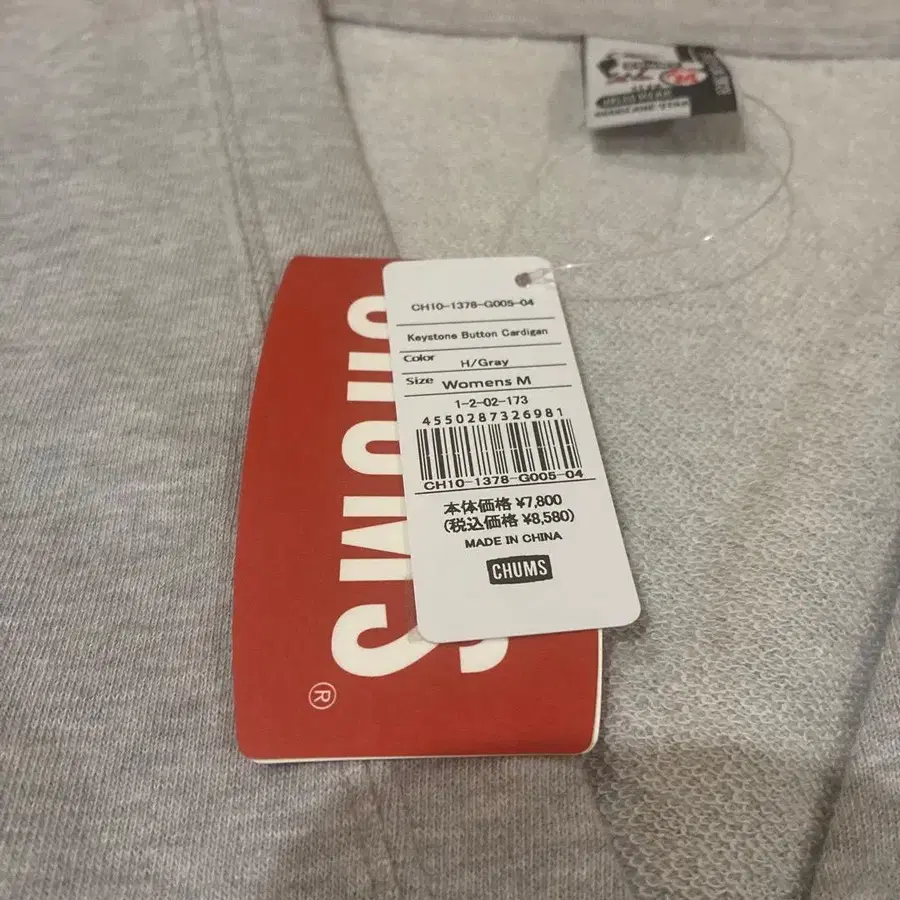 CH10-1378-G005-04
Keystone Button Cardigan
Color H/Gray
Size Womens M
1-2-02-173
4550287326981
CH10-1378-G005-04
本体価格 ¥7,800
(税込価格 ¥8,580)
MADE IN CHINA
CHUMS
CHUMS
®
M